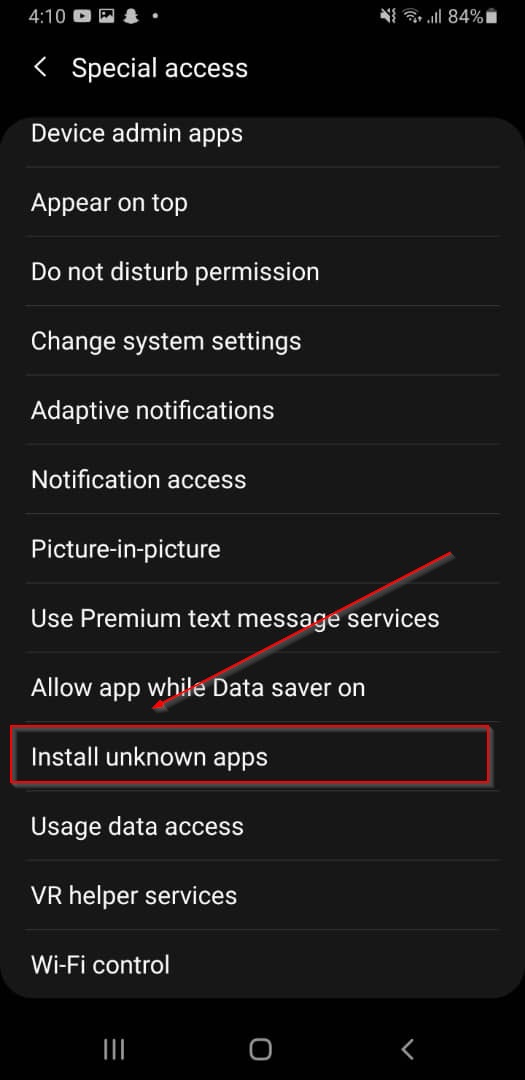 4:10 84%
Special access
Device admin apps
Appear on top
Do not disturb permission
Change system settings
Adaptive notifications
Notification access
Picture-in-picture
Use Premium text message services
Allow app while Data saver on
Install unknown apps
Usage data access
VR helper services
Wi-Fi control